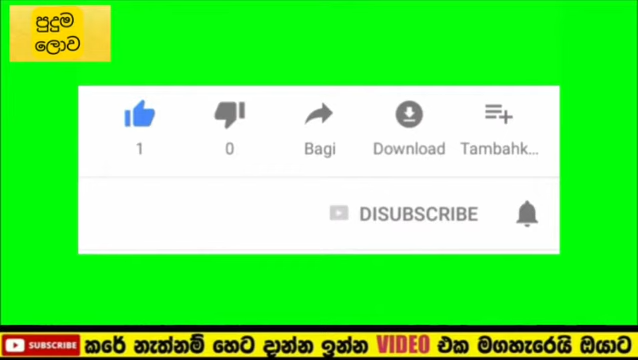 පුදුම
ලොව
1
0
Bagi
Download
Tambahk...
DISUBSCRIBE
SUBSCRIBE කරේ නැත්නම් හෙට දාන්න ඉන්න VIDEO එක මගහැරෙයි ඔයාට